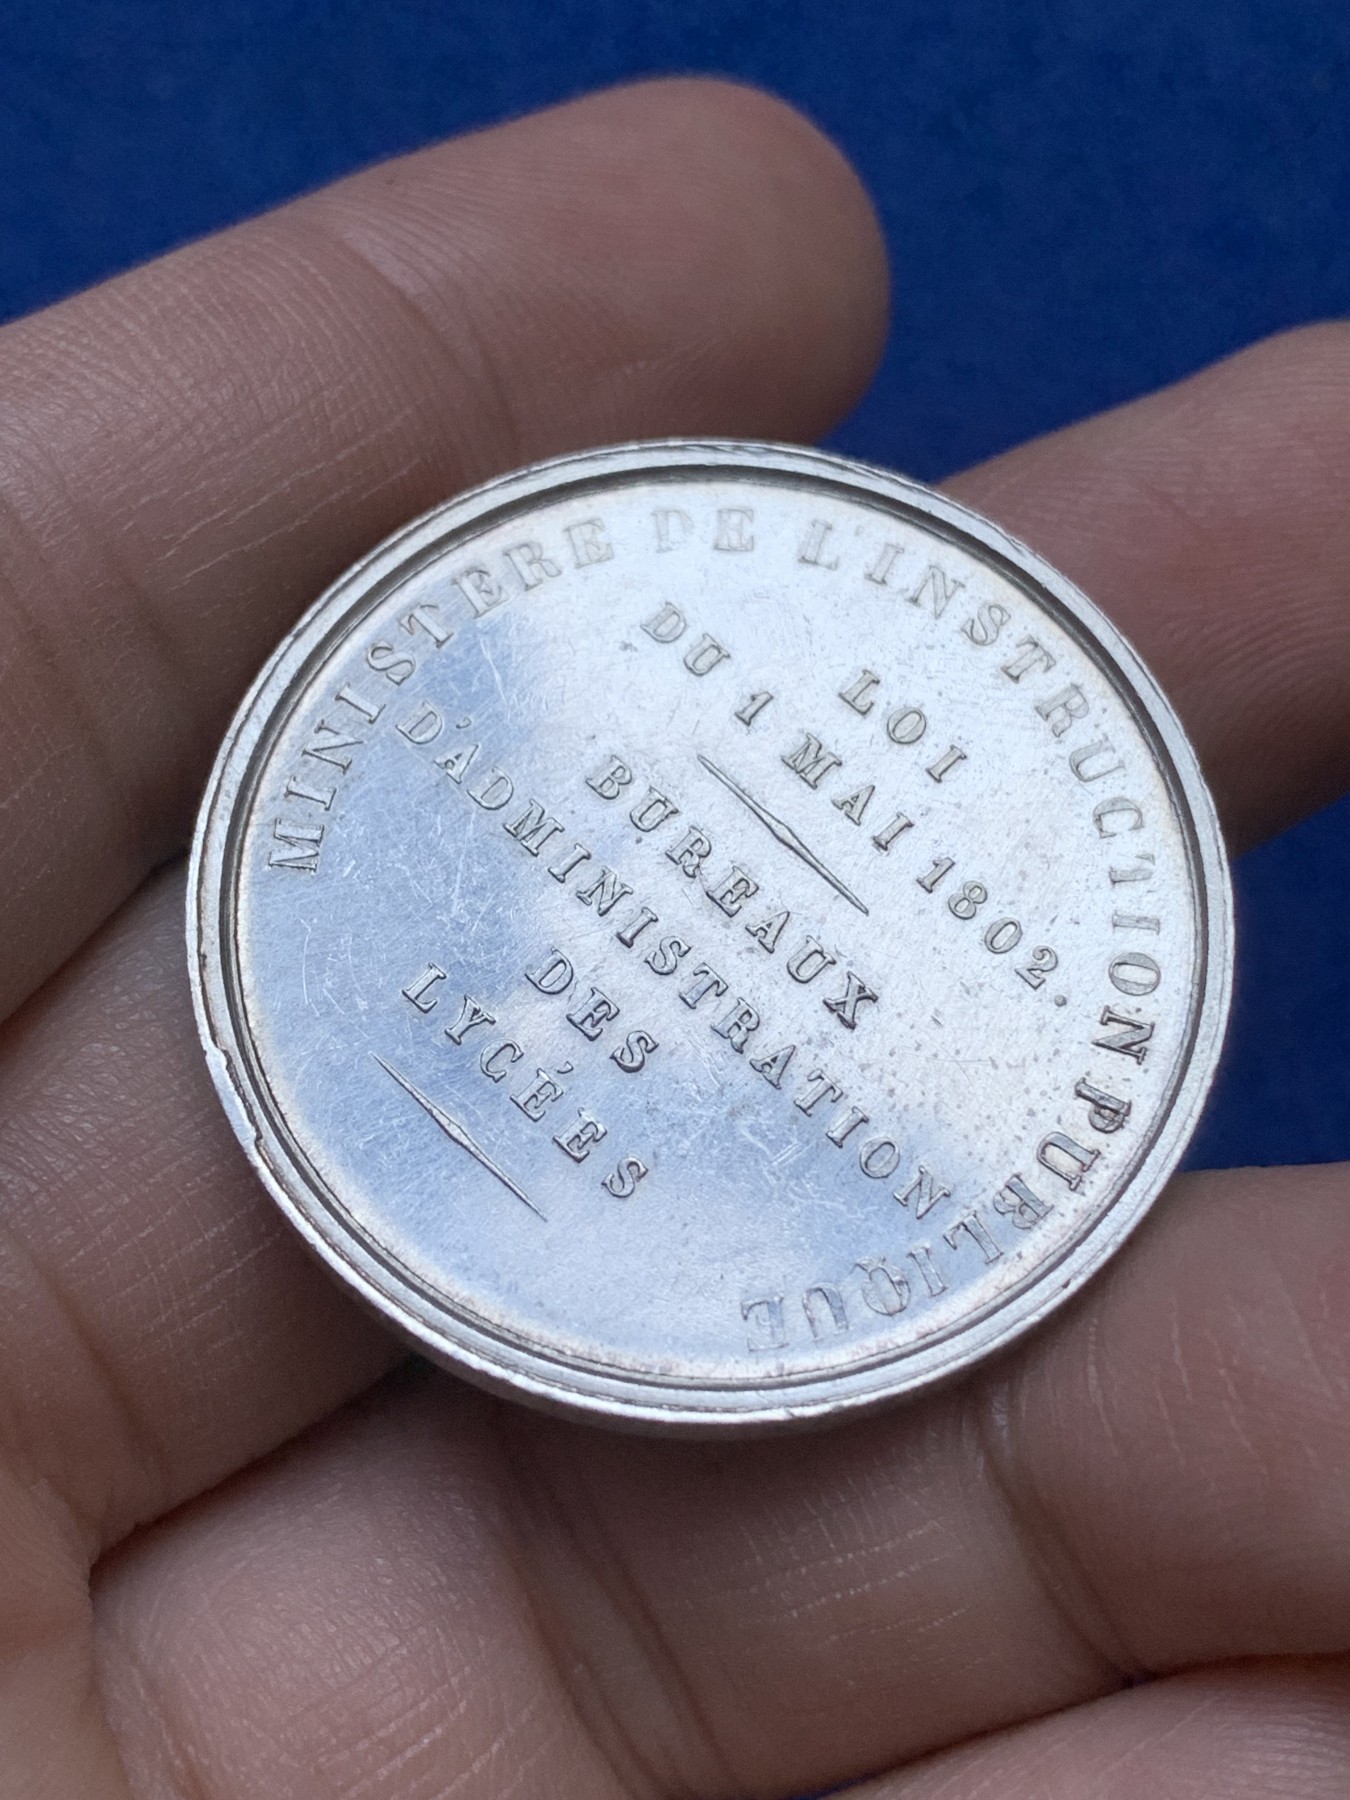 MINISTERE DE L'INSTRUCTION PUBLIQUE
LOI
DU 1 MAI 1802.
BUREAUX
D'ADMINISTRATION
DES
LYCÉES